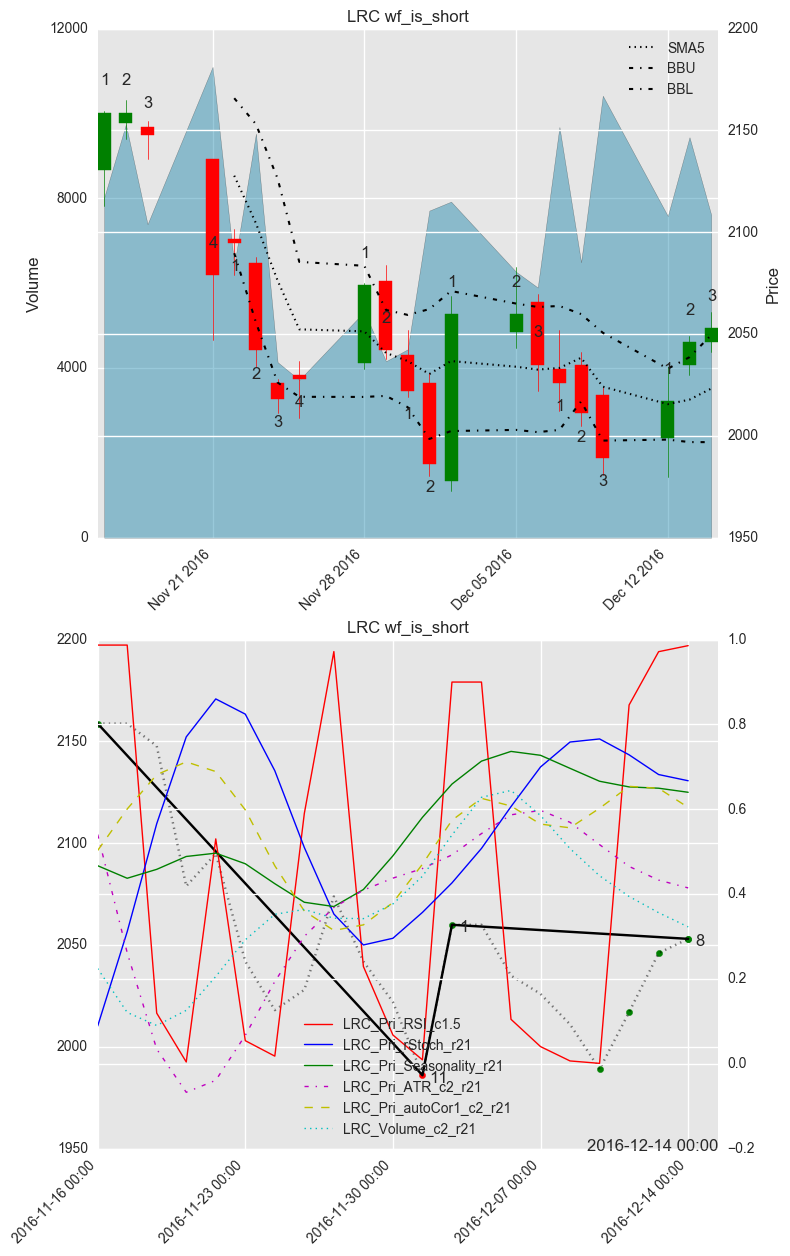 LRC wf_is_short
12000
2200
SMA5
BBU
BBL
1 2
3
2150
8000
4 1
2100
1
1 2 3
2
Volume
Price
2 4
2050
4000
2 4
2
1
1
2
3
2
3
2000
0
1950
Nov 21 2016
Nov 28 2016
Dec 05 2016
Dec 12 2016
LRC wf_is_short
2200
1.0
2150
0.8
2100
0.6
0.4
2050
1
8
0.2
2000
LRC_Pri_RSI_c1.5
LRC_Pri_rStoch_r21
LRC_Pri_Seasonality_r21
11
0.0
LRC_Pri_ATR_c2_r21
LRC_Pri_autoCor1_c2_r21
LRC_Volume_c2_r21
2016-12-14 00:00
1950
−0.2
2016-11-16 00:00
2016-11-23 00:00
2016-11-30 00:00
2016-12-07 00:00
2016-12-14 00:00